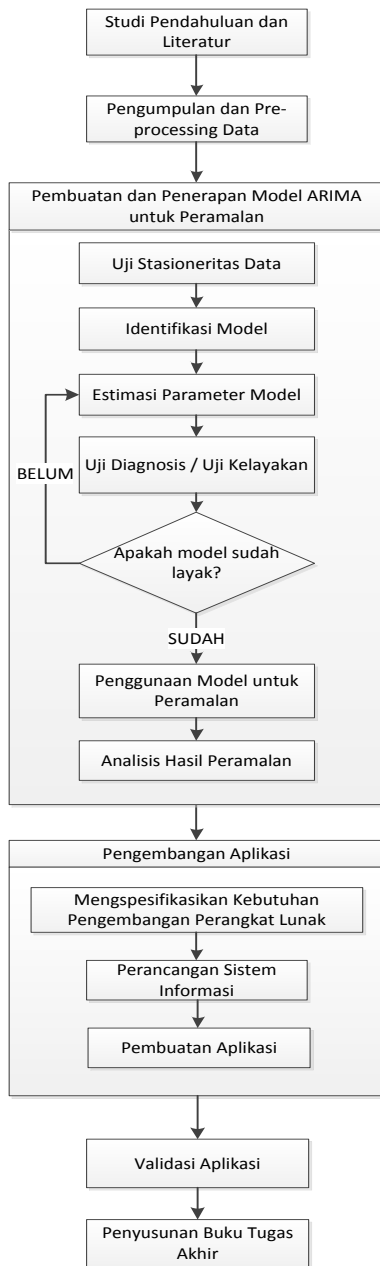 Studi Pendahuluan dan
Literatur
Pengumpulan dan Pre-
processing Data
Pembuatan dan Penerapan Model ARIMA
untuk Peramalan
Uji Stasioneritas Data
Identifikasi Model
Estimasi Parameter Model
Uji Diagnosis / Uji Kelayakan
BELUM
Apakah model sudah
layak?
SUDAH
Penggunaan Model untuk
Peramalan
Analisis Hasil Peramalan
Pengembangan Aplikasi
Mengspesifikasikan Kebutuhan
Pengembangan Perangkat Lunak
Perancangan Sistem
Informasi
Pembuatan Aplikasi
Validasi Aplikasi
Penyusunan Buku Tugas
Akhir